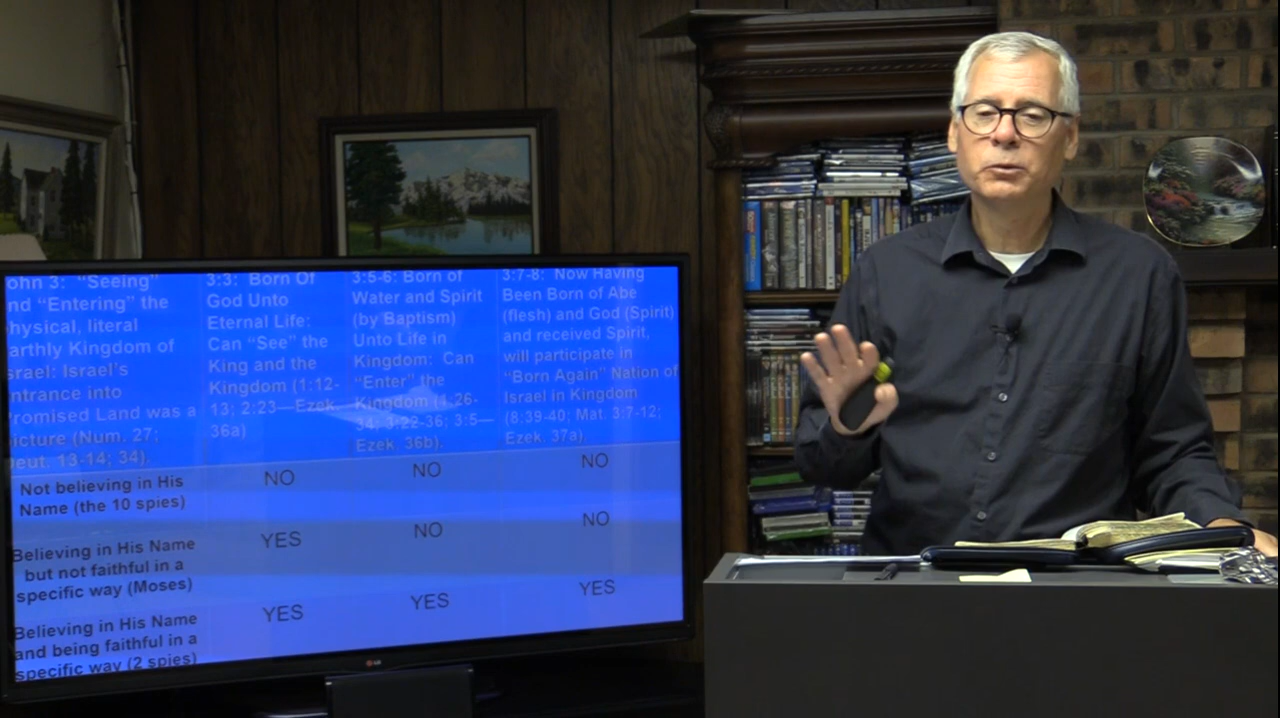 ohn 3: "Seeing"
nd "Entering" the
hysical, literal
arthly Kingdom of
srael: Israel's
ntrance into
romised Land was a
icture (Num. 27;
eut. 13-14; 34).
3:3: Born Of
God Unto
Eternal Life:
Can "See" the
King and the
Kingdom (1:12-
13; 2:23—Ezek.
36a)
3:5-6: Born of
Water and Spirit
(by Baptism)
Unto Life in
Kingdom: Can
"Enter" the
Kingdom (1:26-
34; 3:22-36; 3:5—
Ezek. 36b).
3:7-8: Now Having
Been Born of Abe
(flesh) and God (Spirit)
and received Spirit,
will participate in
"Born Again" Nation of
Israel in Kingdom
(8:39-40; Mat. 3:7-12;
Ezek. 37a).
Not believing in His
Name (the 10 spies)
NO
NO
NO
Believing in His Name
but not faithful in a
specific way (Moses)
YES
NO
NO
Believing in His Name
and being faithful in a
specific way (2 spies)
YES
YES
YES
LG